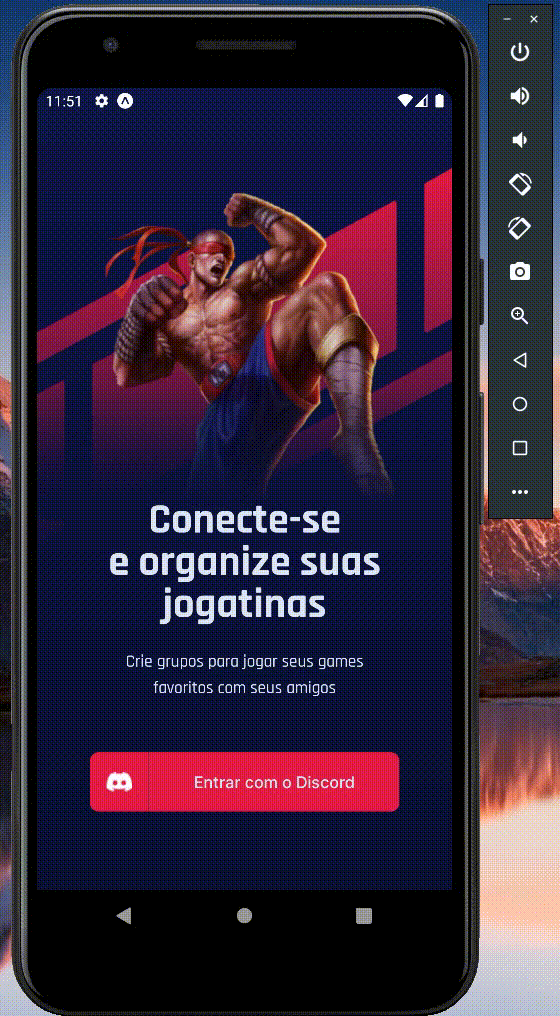 11:51
Conecte-se
e organize suas
jogatinas
Crie grupos para jogar seus games
favoritos com seus amigos
Entrar com o Discord